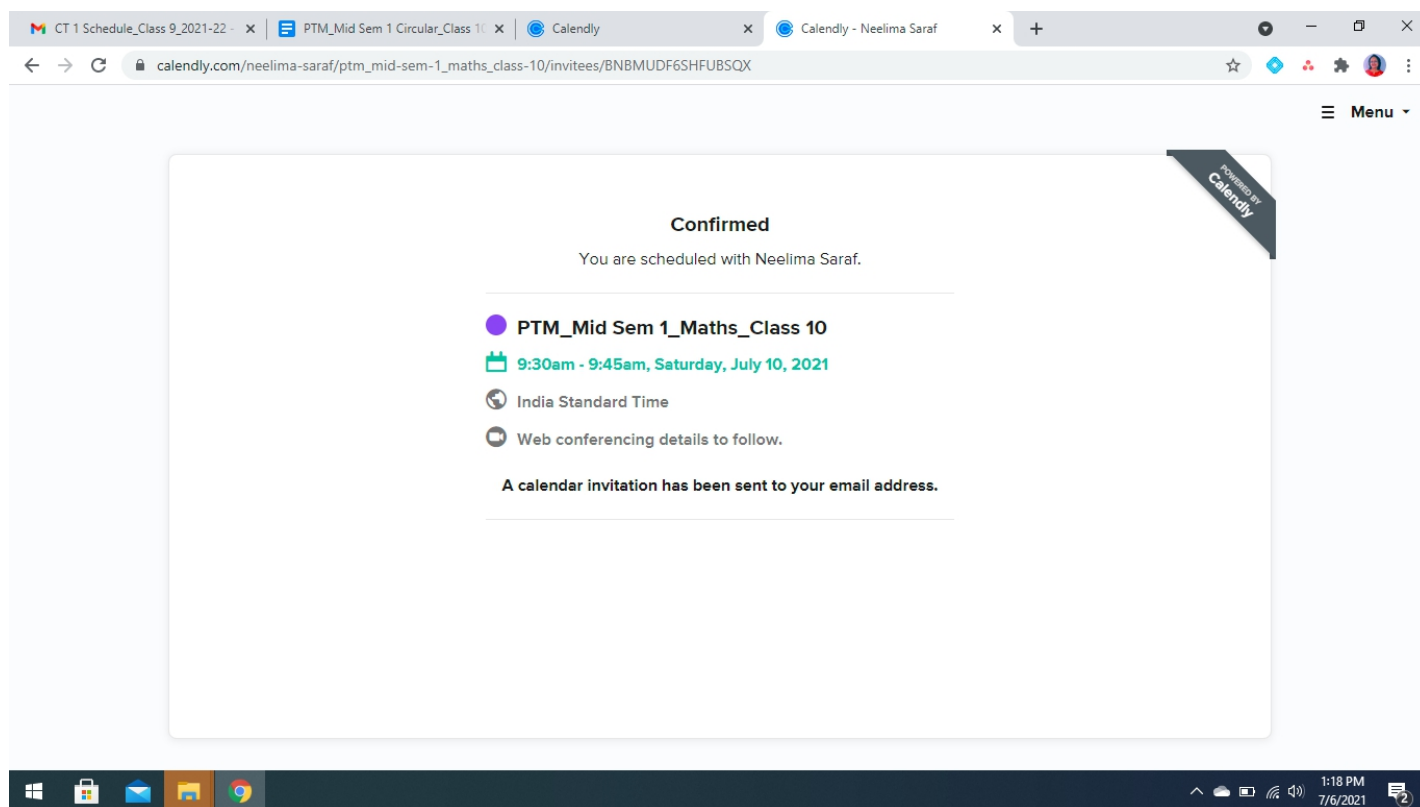 CT 1 Schedule_Class 9_2021-22 -
PTM_Mid Sem 1 Circular_Class 10
Calendly
Calendly - Neelima Saraf
calendly.com/neelima-saraf/ptm_mid-sem-1_maths_class-10/invitees/BNBMUDF6SHFUBSQX
Menu
POWERED BY
Calendly
Confirmed
You are scheduled with Neelima Saraf.
PTM_Mid Sem 1_Maths_Class 10
9:30am - 9:45am, Saturday, July 10, 2021
India Standard Time
Web conferencing details to follow.
A calendar invitation has been sent to your email address.
1:18 PM
7/6/2021
2